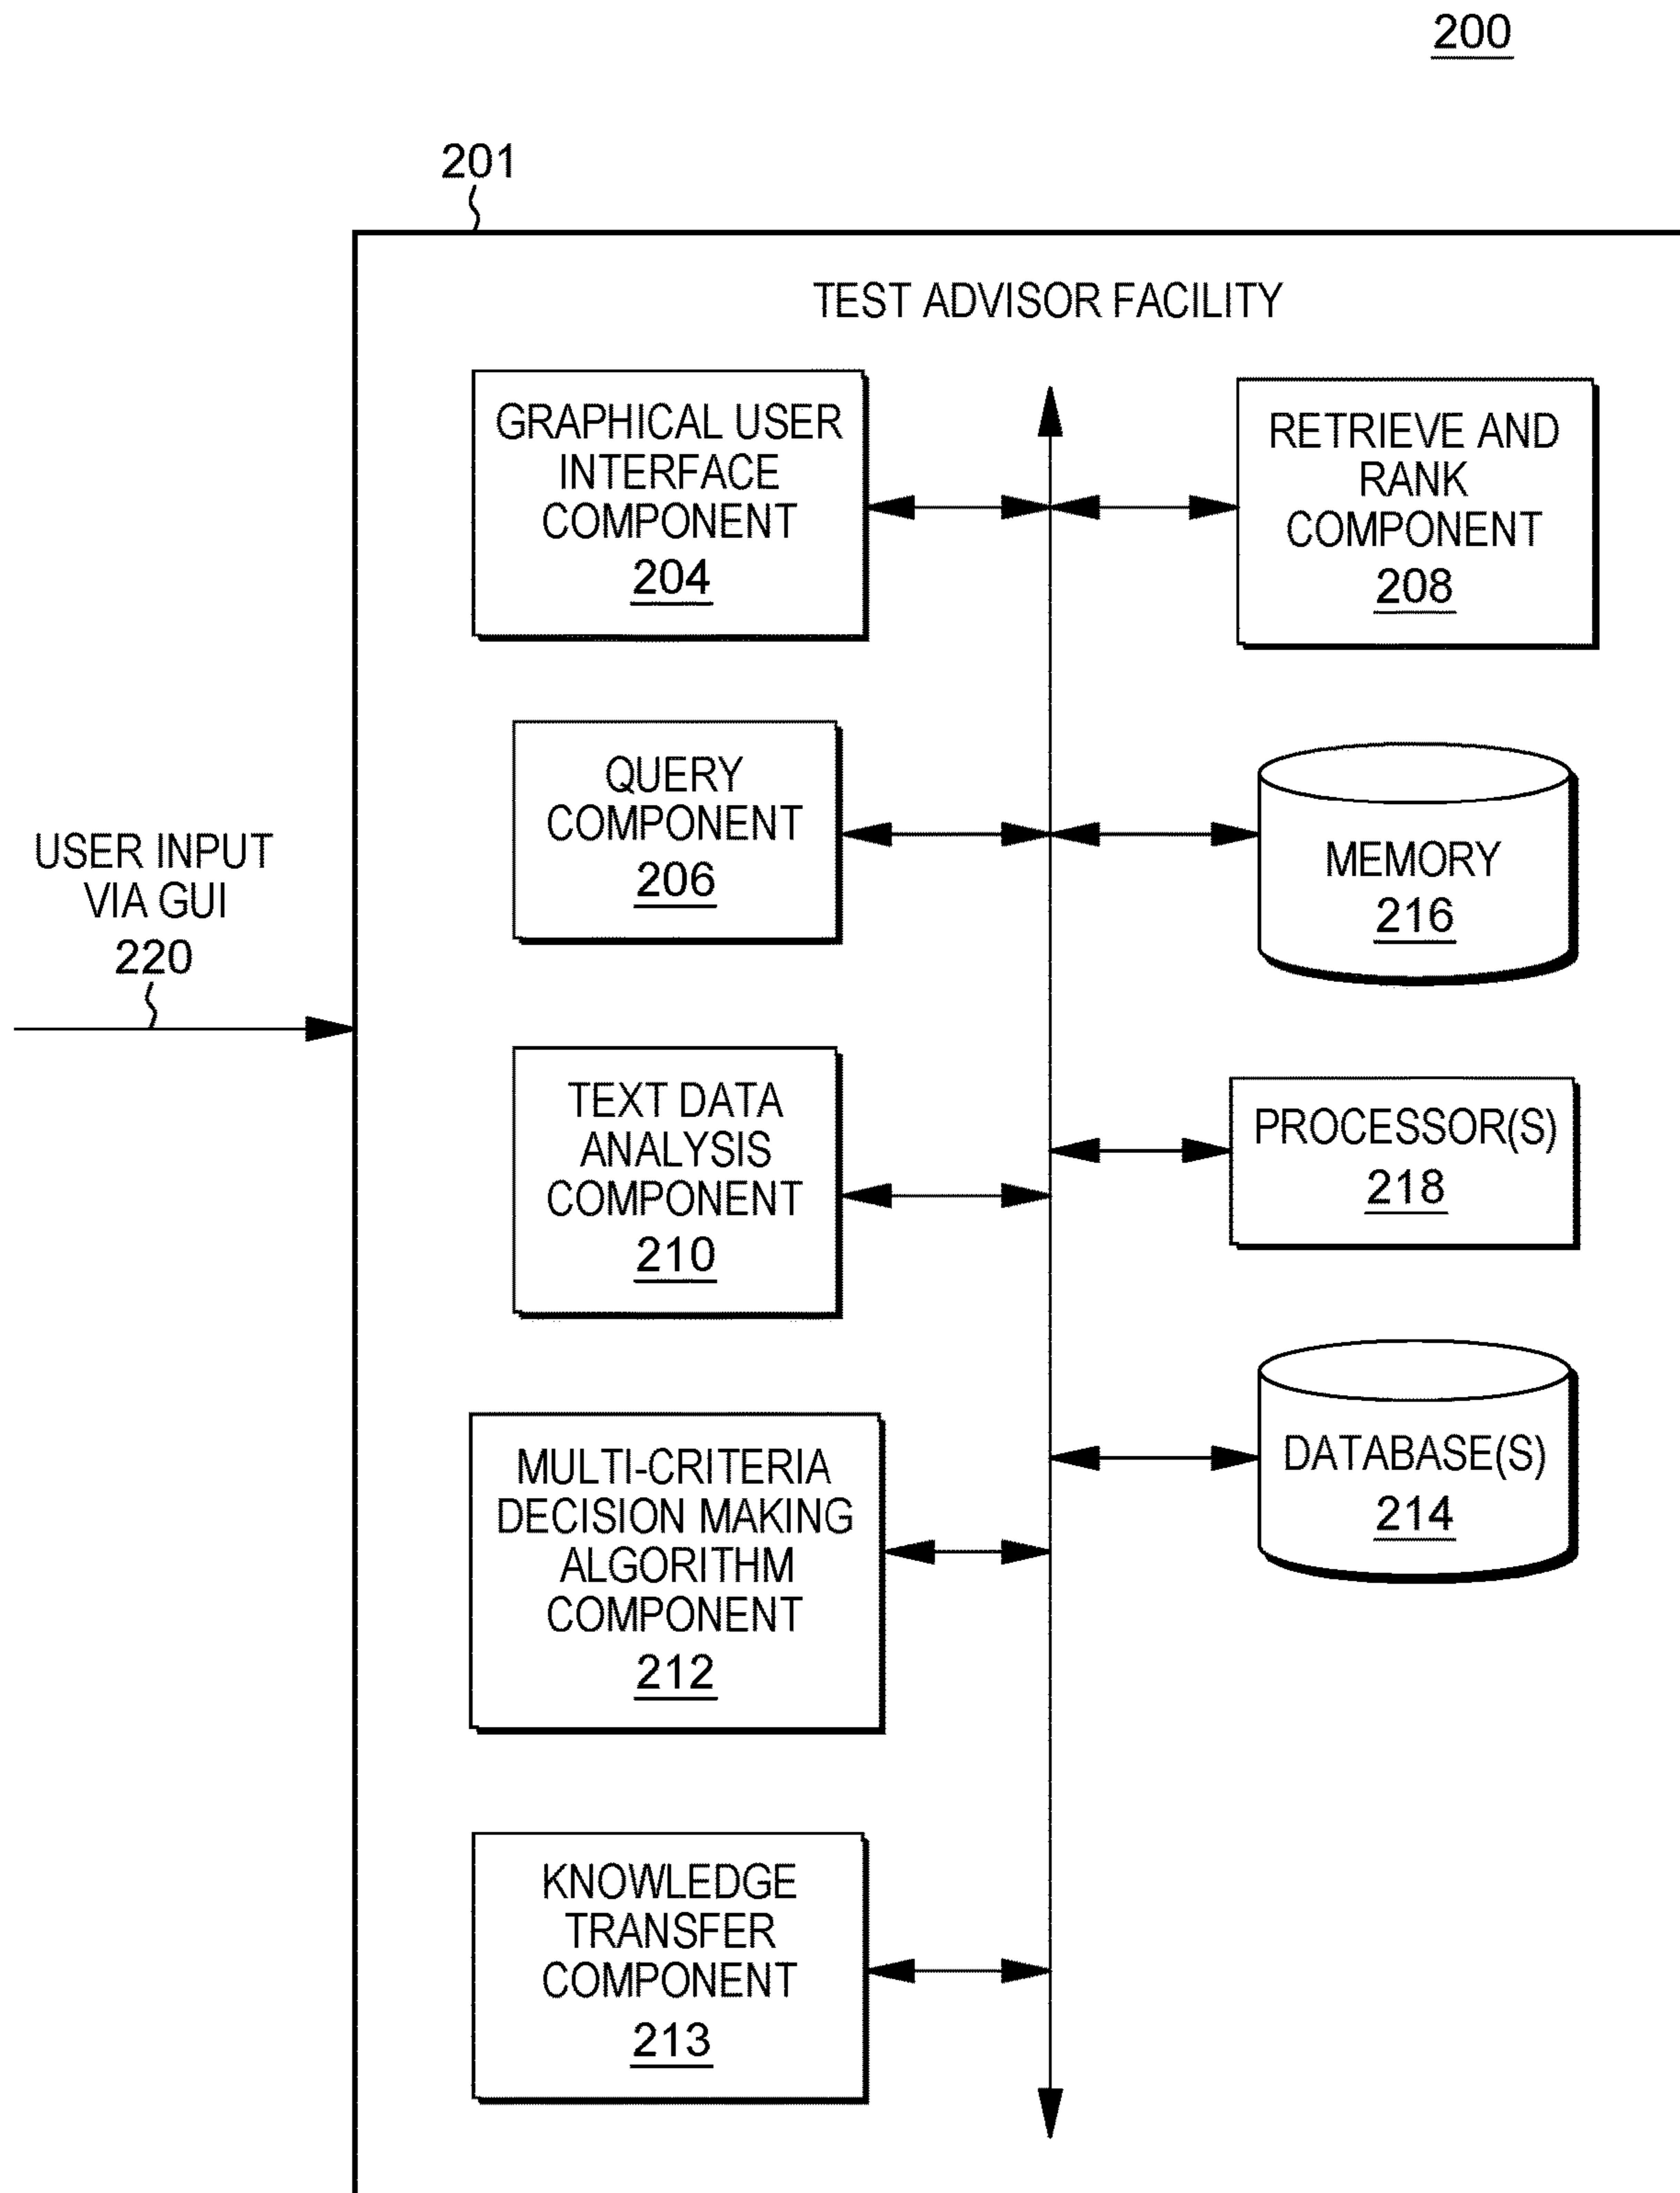 200
201
TEST ADVISOR FACILITY
GRAPHICAL USER
INTERFACE
COMPONENT
204
RETRIEVE AND
RANK
COMPONENT
208
QUERY
COMPONENT
206
MEMORY
216
USER INPUT
VIA GUI
220
TEXT DATA
ANALYSIS
COMPONENT
210
PROCESSOR(S)
218
MULTI-CRITERIA
DECISION MAKING
ALGORITHM
COMPONENT
212
DATABASE(S)
214
KNOWLEDGE
TRANSFER
COMPONENT
213